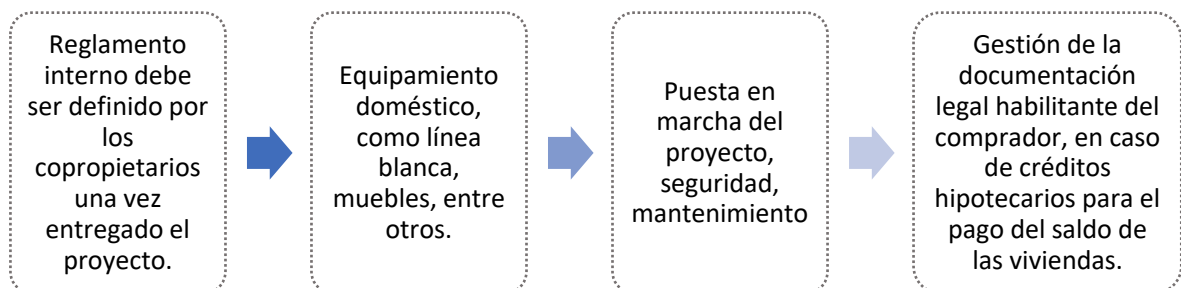 Reglamento
interno debe
ser definido por
los
copropietarios
una vez
entregado el
proyecto.
Equipamiento
doméstico,
como línea
blanca,
muebles, entre
otros.
Puesta en
marcha del
proyecto,
seguridad,
mantenimiento
Gestión de la
documentación
legal habilitante del
comprador, en caso
de créditos
hipotecarios para el
pago del saldo de
las viviendas.